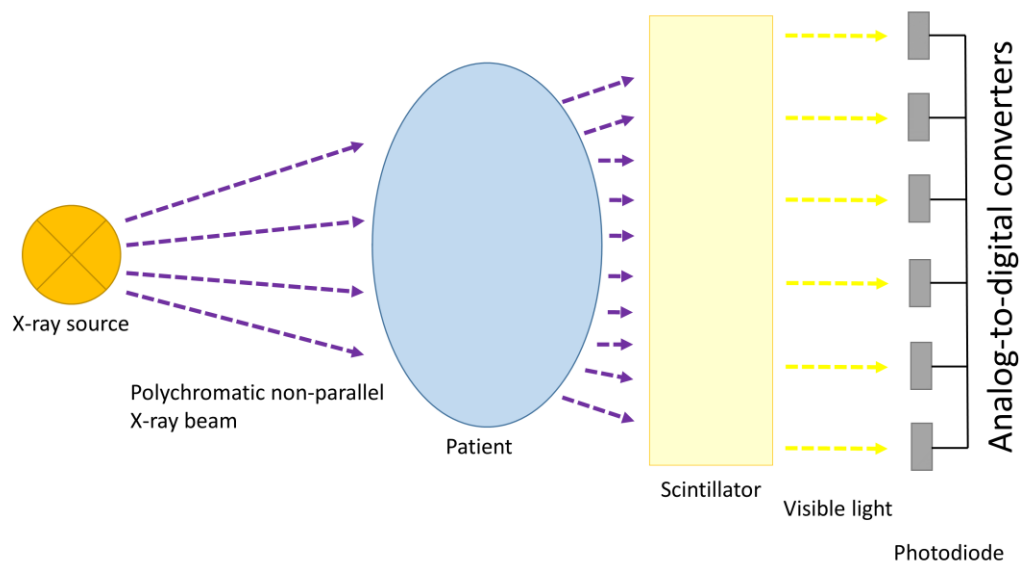 X-ray source
Polychromatic non-parallel
X-ray beam
Patient
Scintillator
Visible light
Photodiode
Analog-to-digital converters